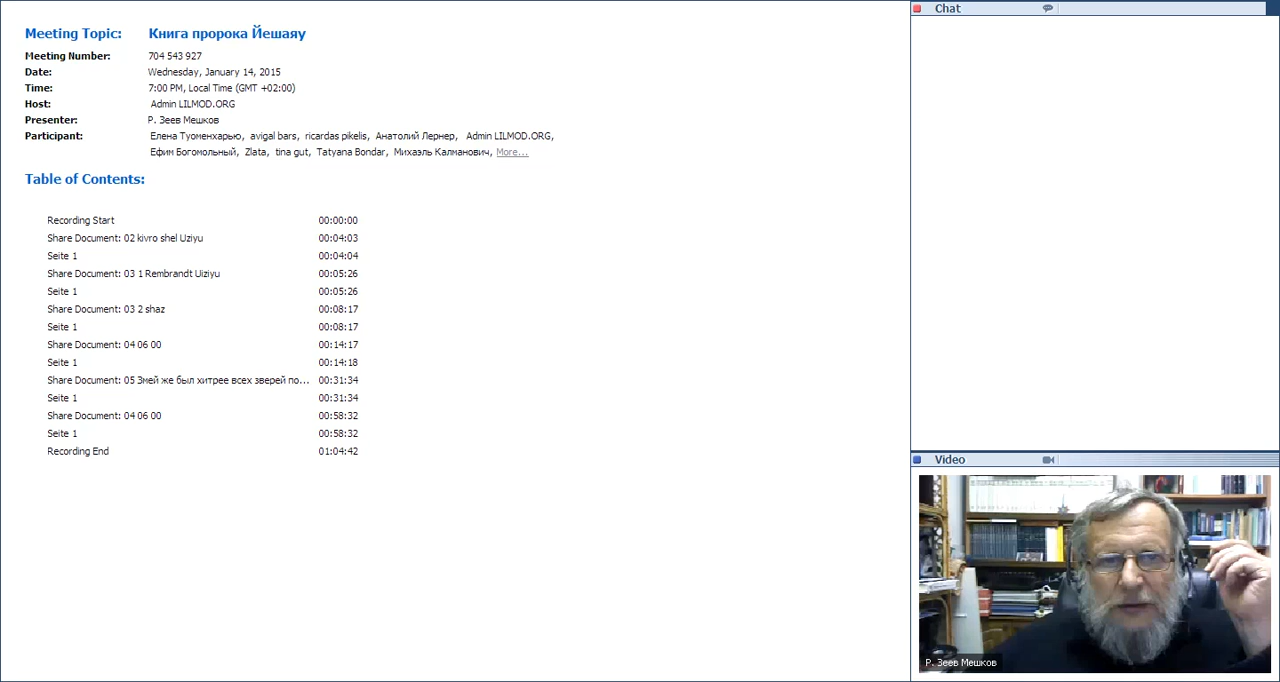 Meeting Topic: Книга пророка Йешаяу
Meeting Number: 704 543 927
Date: Wednesday, January 14, 2015
Time: 7:00 PM, Local Time (GMT +02:00)
Host: Admin LILMOD.ORG
Presenter: Р. Зеев Мешков
Participant: Елена Туоменхарью, avigal bars, ricardas pikelis, Анатолий Лернер, Admin LILMOD.ORG,
Ефим Богомольный, Zlata, tina gut, Tatyana Bondar, Михаэль Калманович, More...
Table of Contents:
Recording Start 00:00:00
Share Document: 02 kivro shel Uziyu 00:04:03
Seite 1 00:04:04
Share Document: 03 1 Rembrandt Uiziyu 00:05:26
Seite 1 00:05:26
Share Document: 03 2 shaz 00:08:17
Seite 1 00:08:17
Share Document: 04 06 00 00:14:17
Seite 1 00:14:18
Share Document: 05 Змей же был хитрее всех зверей по... 00:31:34
Seite 1 00:31:34
Share Document: 04 06 00 00:58:32
Seite 1 00:58:32
Recording End 01:04:42
Chat
Video
Р. Зеев Мешков